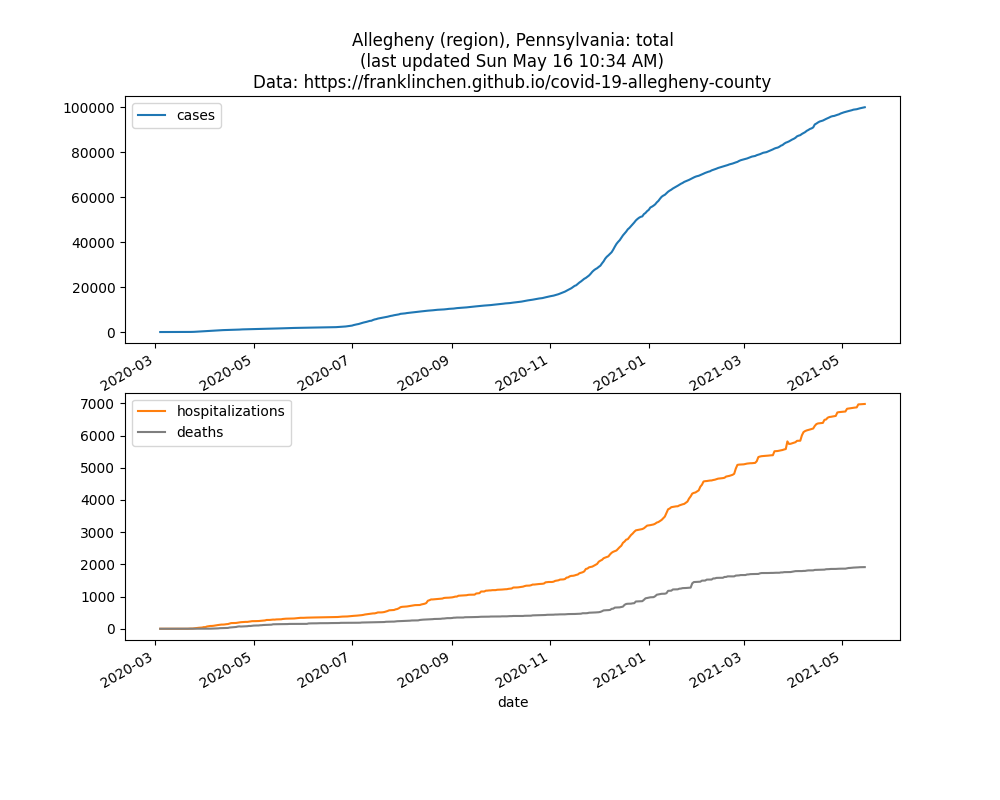 Allegheny (region), Pennsylvania: total
(last updated Sun May 16 10:34 AM)
Data: https://franklinchen.github.io/covid-19-allegheny-county
cases
100000
80000
60000
40000
20000
0
2020-03 2020-05 2020-07 2020-09 2020-11 2021-01 2021-03 2021-05
hospitalizations
deaths
7000
6000
5000
4000
3000
2000
1000
0
2020-03 2020-05 2020-07 2020-09 2020-11 2021-01 2021-03 2021-05
date